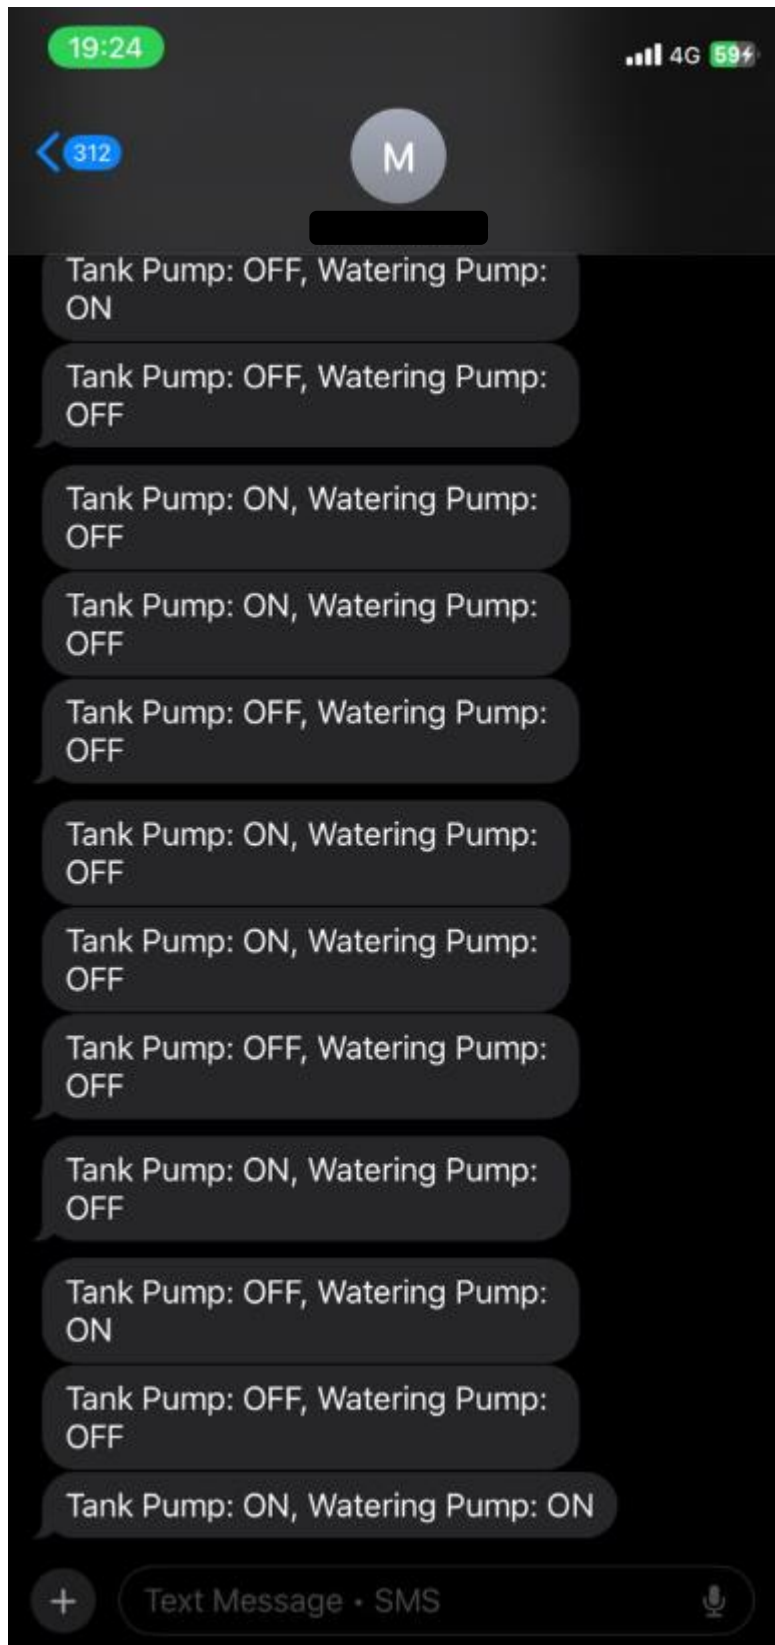 19:24
4G 59
312
M
Tank Pump: OFF, Watering Pump:
ON
Tank Pump: OFF, Watering Pump:
OFF
Tank Pump: ON, Watering Pump:
OFF
Tank Pump: ON, Watering Pump:
OFF
Tank Pump: OFF, Watering Pump:
OFF
Tank Pump: ON, Watering Pump:
OFF
Tank Pump: ON, Watering Pump:
OFF
Tank Pump: OFF, Watering Pump:
OFF
Tank Pump: ON, Watering Pump:
OFF
Tank Pump: OFF, Watering Pump:
ON
Tank Pump: OFF, Watering Pump:
OFF
Tank Pump: ON, Watering Pump: ON
Text Message • SMS